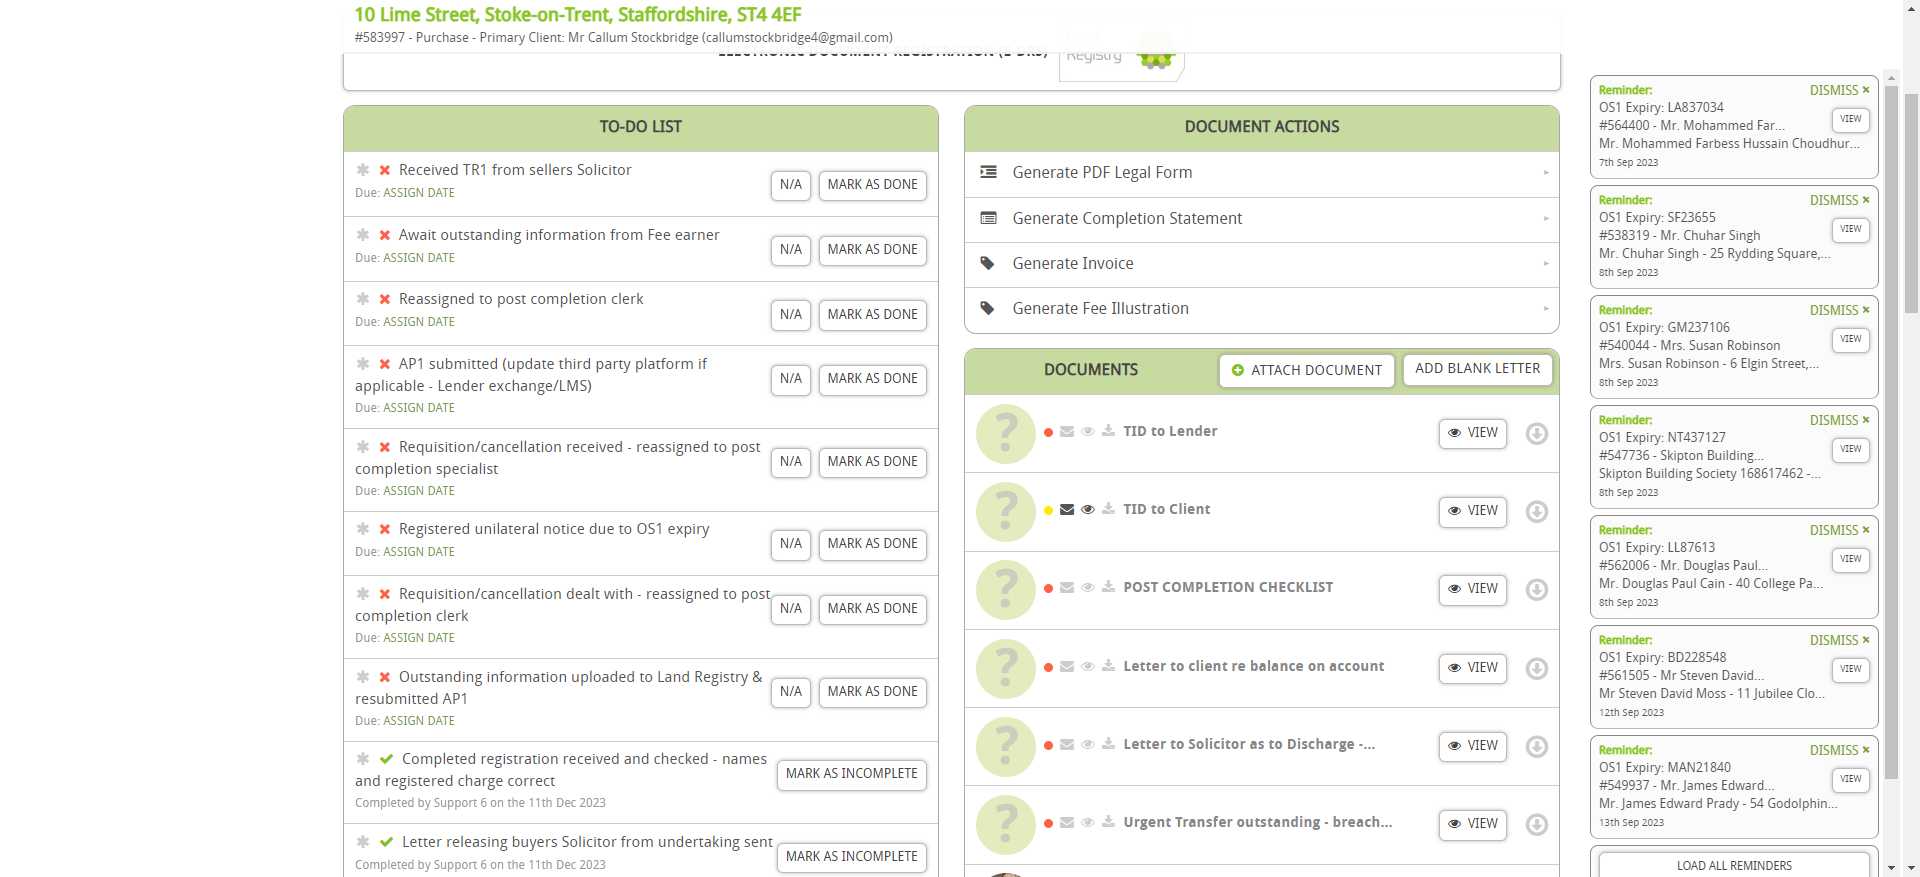 10 Lime Street, Stoke-on-Trent, Staffordshire, ST4 4EF
#583997 - Purchase - Primary Client: Mr Callum Stockbridge (callumstockbridge4@gmail.com)
ELECTRONIC DOCUMENT REGISTRATION (E-DRS)
Registry
TO-DO LIST
Received TR1 from sellers Solicitor
Due: ASSIGN DATE
N/A
MARK AS DONE
Await outstanding information from Fee earner
Due: ASSIGN DATE
N/A
MARK AS DONE
Reassigned to post completion clerk
Due: ASSIGN DATE
N/A
MARK AS DONE
AP1 submitted (update third party platform if
applicable - Lender exchange/LMS)
Due: ASSIGN DATE
N/A
MARK AS DONE
Requisition/cancellation received - reassigned to post
completion specialist
Due: ASSIGN DATE
N/A
MARK AS DONE
Registered unilateral notice due to OS1 expiry
Due: ASSIGN DATE
N/A
MARK AS DONE
Requisition/cancellation dealt with - reassigned to post
completion clerk
Due: ASSIGN DATE
N/A
MARK AS DONE
Outstanding information uploaded to Land Registry &
resubmitted AP1
Due: ASSIGN DATE
N/A
MARK AS DONE
Completed registration received and checked - names
and registered charge correct
Completed by Support 6 on the 11th Dec 2023
MARK AS INCOMPLETE
Letter releasing buyers Solicitor from undertaking sent
Completed by Support 6 on the 11th Dec 2023
MARK AS INCOMPLETE
DOCUMENT ACTIONS
Generate PDF Legal Form
Generate Completion Statement
Generate Invoice
Generate Fee Illustration
DOCUMENTS
ATTACH DOCUMENT
ADD BLANK LETTER
TID to Lender
VIEW
TID to Client
VIEW
POST COMPLETION CHECKLIST
VIEW
Letter to client re balance on account
VIEW
Letter to Solicitor as to Discharge -...
VIEW
Urgent Transfer outstanding - breach...
VIEW
Reminder:
DISMISS ×
OS1 Expiry: LA837034
#564400 - Mr. Mohammed Far...
VIEW
Mr. Mohammed Farbess Hussain Choudhur...
7th Sep 2023
Reminder:
DISMISS ×
OS1 Expiry: SF23655
#538319 - Mr. Chuhar Singh
VIEW
Mr. Chuhar Singh - 25 Rydding Square,...
8th Sep 2023
Reminder:
DISMISS ×
OS1 Expiry: GM237106
#540044 - Mrs. Susan Robinson
VIEW
Mrs. Susan Robinson - 6 Elgin Street,...
8th Sep 2023
Reminder:
DISMISS ×
OS1 Expiry: NT437127
#547736 - Skipton Building...
VIEW
Skipton Building Society 168617462 -...
8th Sep 2023
Reminder:
DISMISS ×
OS1 Expiry: LL87613
#562006 - Mr. Douglas Paul...
VIEW
Mr. Douglas Paul Cain - 40 College Pa...
8th Sep 2023
Reminder:
DISMISS ×
OS1 Expiry: BD228548
#561505 - Mr Steven David...
VIEW
Mr Steven David Moss - 11 Jubilee Clo...
12th Sep 2023
Reminder:
DISMISS ×
OS1 Expiry: MAN21840
#549937 - Mr. James Edward...
VIEW
Mr. James Edward Prady - 54 Godolphin...
13th Sep 2023
LOAD ALL REMINDERS